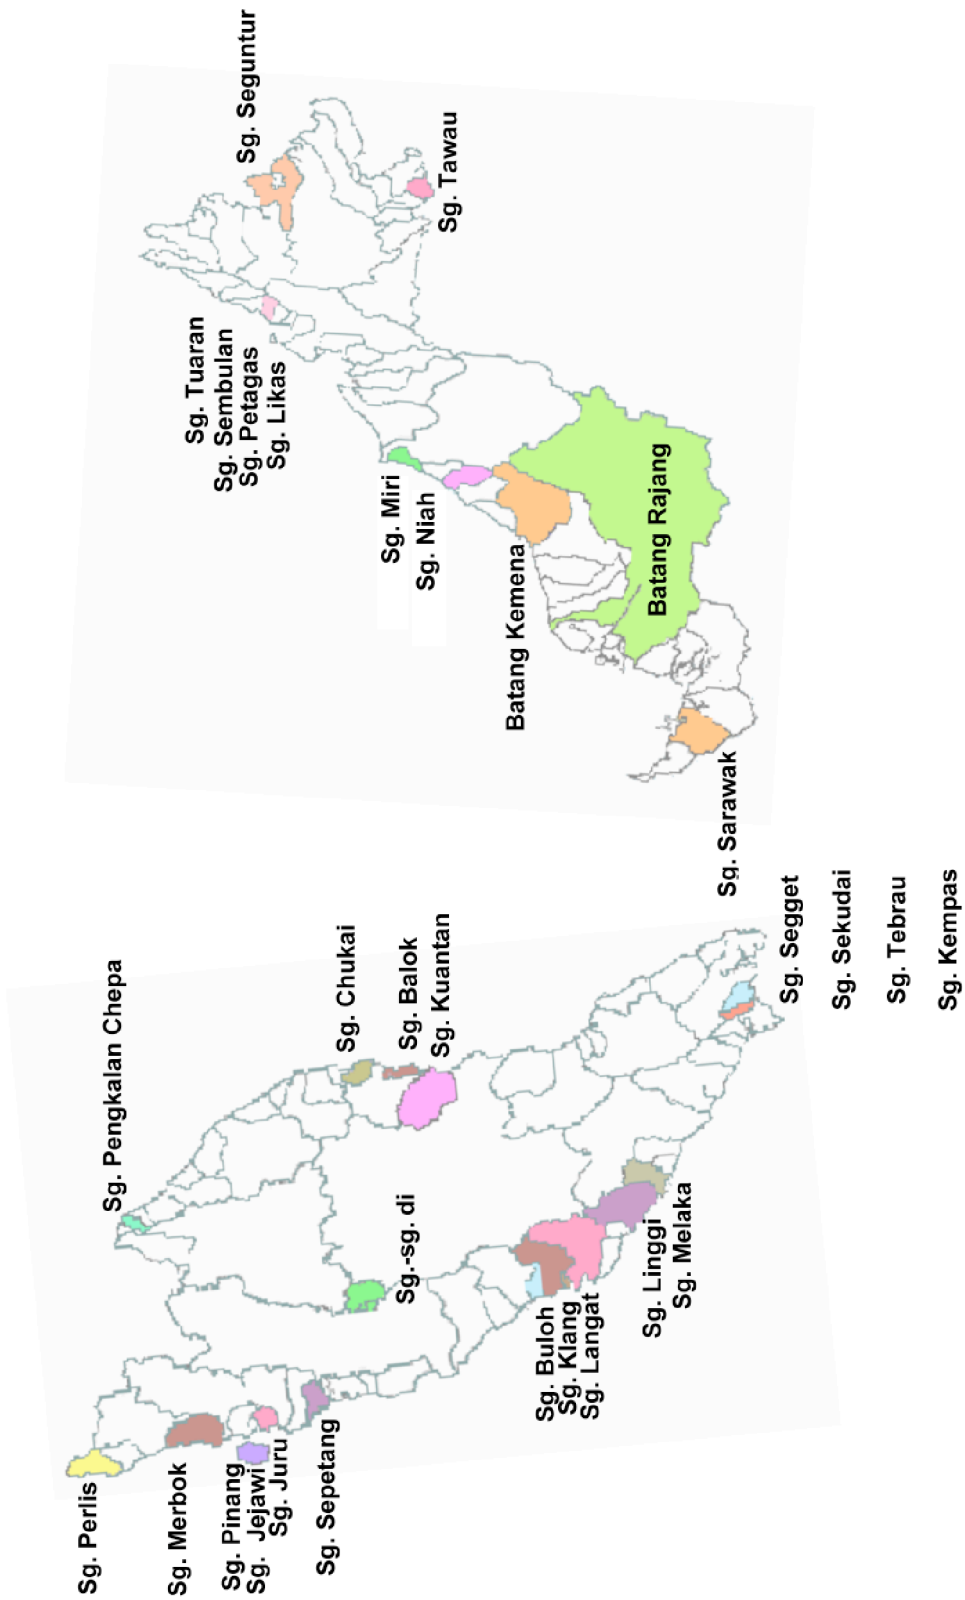 Sg. Perlis
Sg. Merbok
Sg. Pinang
Sg. Jejawi
Sg. Juru
Sg. Sepetang
Sg. Pengkalan Chepa
Sg.-sg. di
Sg. Chukai
Sg. Balok
Sg. Kuantan
Sg. Buloh
Sg. Klang
Sg. Langat
Sg. Linggi
Sg. Melaka
Sg. Segget
Sg. Sekudai
Sg. Tebrau
Sg. Kempas
Sg. Tuaran
Sg. Sembulan
Sg. Petagas
Sg. Likas
Sg. Seguntur
Sg. Tawau
Sg. Miri
Sg. Niah
Batang Kemena
Batang Rajang
Sg. Sarawak